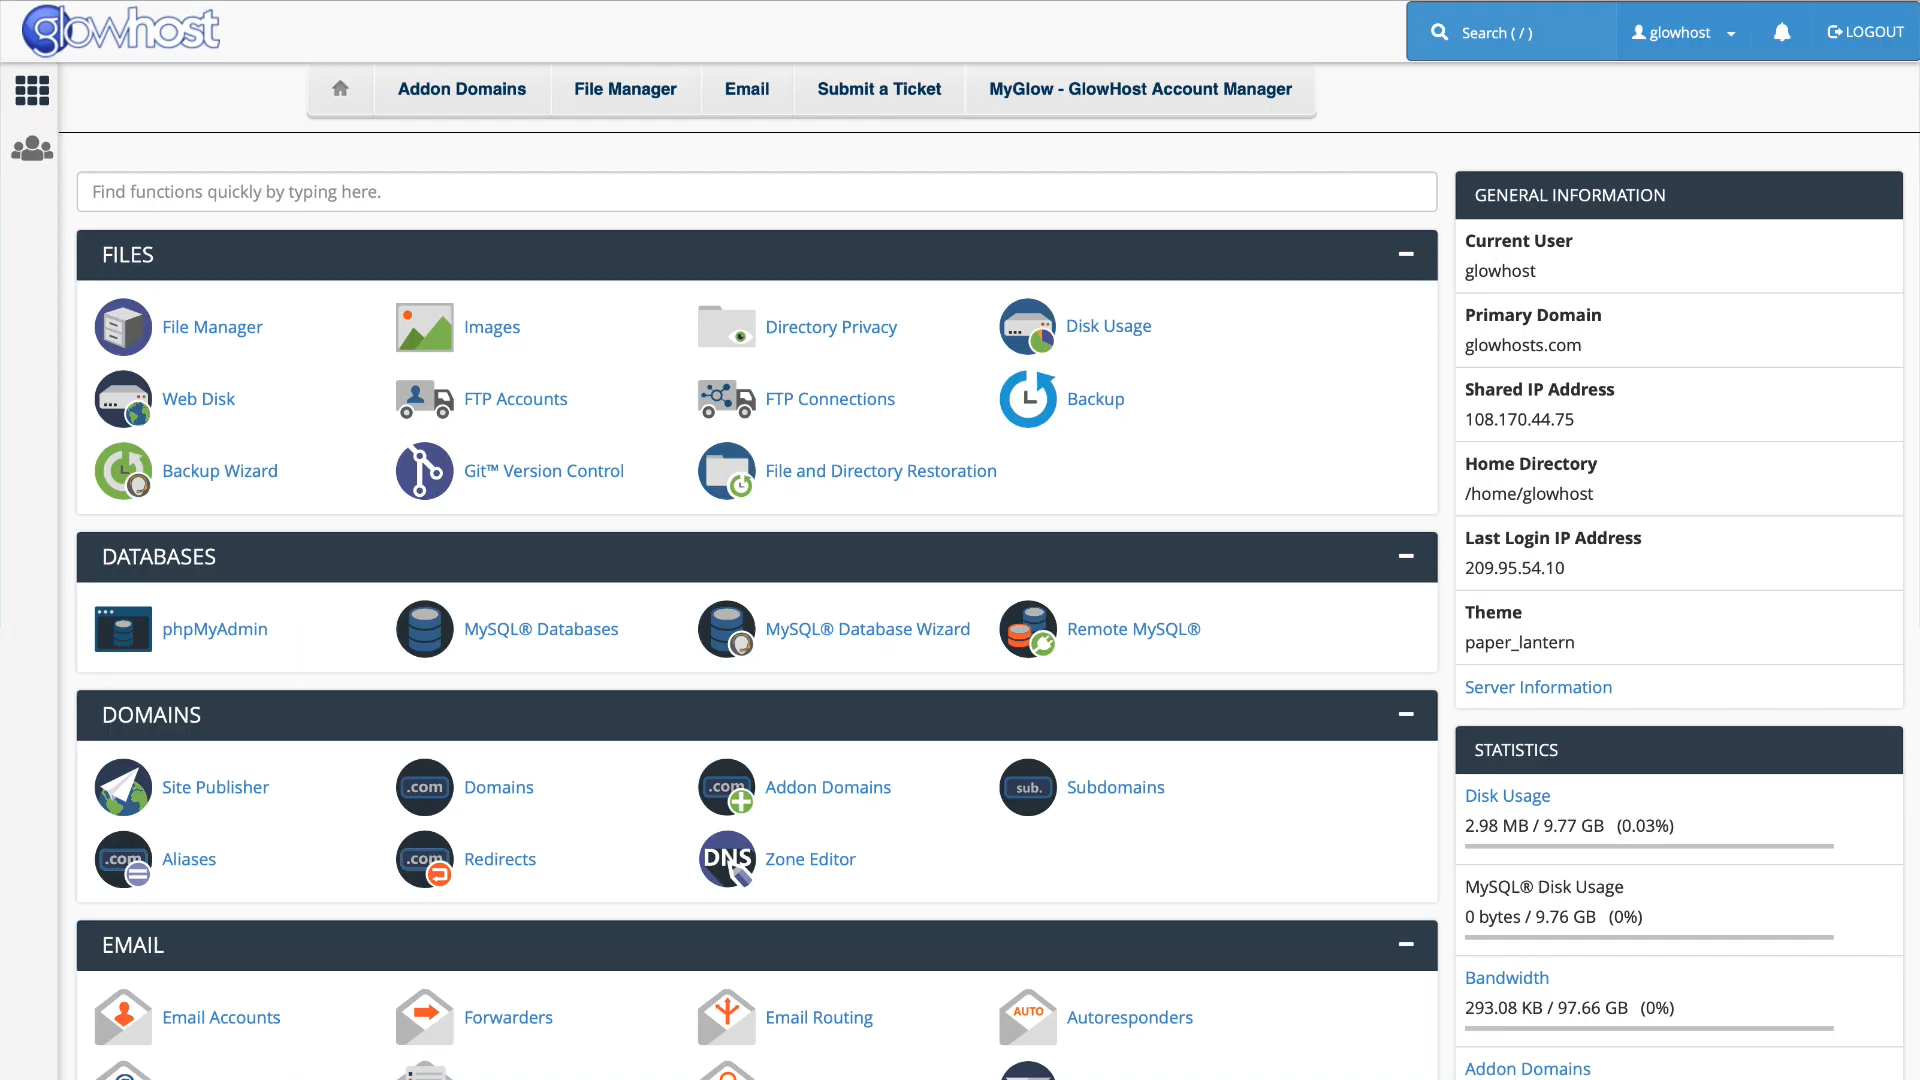 glowhost
Search ( / )
glowhost
LOGOUT
Addon Domains
File Manager
Email
Submit a Ticket
MyGlow - GlowHost Account Manager
Find functions quickly by typing here.
FILES
File Manager
Images
Directory Privacy
Disk Usage
Web Disk
FTP Accounts
FTP Connections
Backup
Backup Wizard
Git™ Version Control
File and Directory Restoration
DATABASES
phpMyAdmin
MySQL® Databases
MySQL® Database Wizard
Remote MySQL®
DOMAINS
Site Publisher
.com
Domains
.com
Addon Domains
sub.
Subdomains
.com
Aliases
.com
Redirects
DNS
Zone Editor
EMAIL
Email Accounts
Forwarders
Email Routing
AUTO
Autoresponders
GENERAL INFORMATION
Current User
glowhost
Primary Domain
glowhosts.com
Shared IP Address
108.170.44.75
Home Directory
/home/glowhost
Last Login IP Address
209.95.54.10
Theme
paper_lantern
Server Information
STATISTICS
Disk Usage
2.98 MB / 9.77 GB (0.03%)
MySQL® Disk Usage
0 bytes / 9.76 GB (0%)
Bandwidth
293.08 KB / 97.66 GB (0%)
Addon Domains